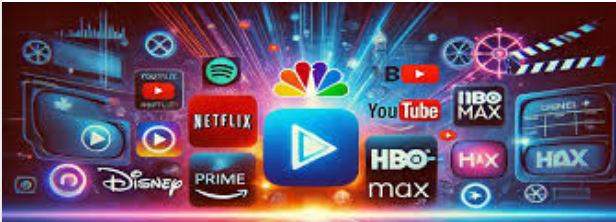 NETFLIX
DISNEY
PRIME
B
YouTube
HBO
MAX
HBO
max
HAX
HAX